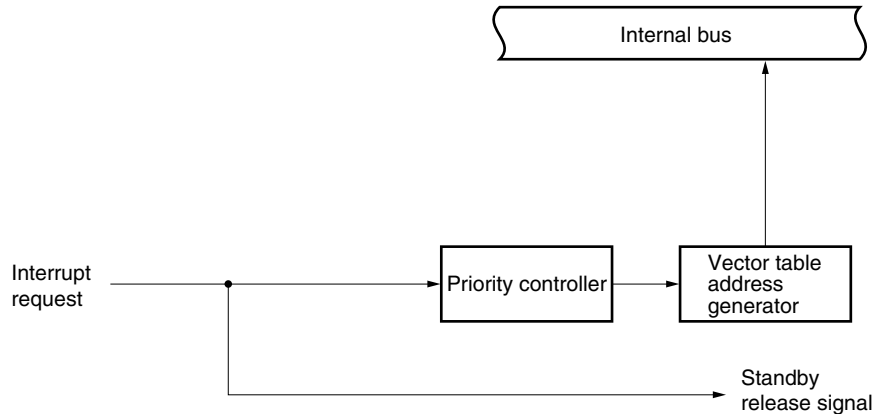 Internal bus
Interrupt
request
Priority controller
Vector table
address
generator
Standby
release signal